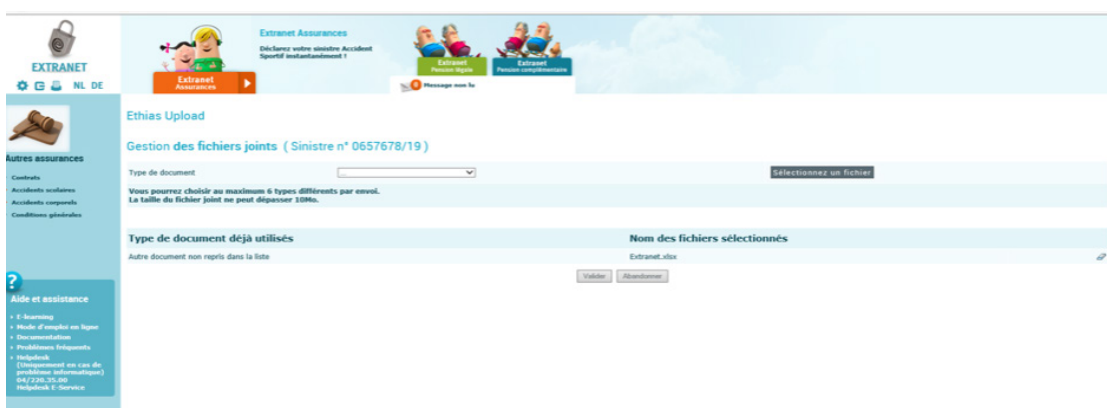 EXTRANET
NL DE
Extranet Assurances
Déclarez votre sinistre Accident
Sportif instantanément !
Extranet
Assurances
Extranet
Pension légale
Extranet
Pension complémentaire
0 Message non lu
Autres assurances
Contrats
Accidents scolaires
Accidents corporels
Conditions générales
Ethias Upload
Gestion des fichiers joints ( Sinistre n° 0657678/19 )
Type de document
...
Sélectionnez un fichier
Vous pourrez choisir au maximum 6 types différents par envoi.
La taille du fichier joint ne peut dépasser 10Mo.
Type de document déjà utilisés
Nom des fichiers sélectionnés
Autre document non repris dans la liste
Extranet.xlsx
Valider
Abandonner
?
Aide et assistance
E-learning
Mode d'emploi en ligne
Documentation
Problèmes fréquents
Helpdesk
(Uniquement en cas de
problème informatique)
04/220.35.00
Helpdesk E-Service